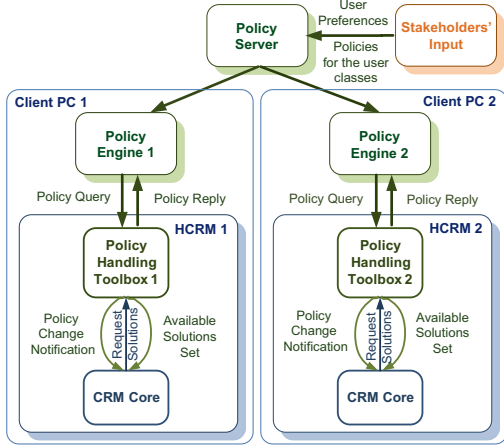 User
Preferences
Policy
Server
Stakeholders'
Input
Policies
for the user
classes
Client PC 1
Policy
Engine 1
Policy Query
Policy Reply
HCRM 1
Policy
Handling
Toolbox 1
Policy
Change
Notification
Request
Solutions
Available
Solutions
Set
CRM Core
Client PC 2
Policy
Engine 2
Policy Query
Policy Reply
HCRM 2
Policy
Handling
Toolbox 2
Policy
Change
Notification
Request
Solutions
Available
Solutions
Set
CRM Core